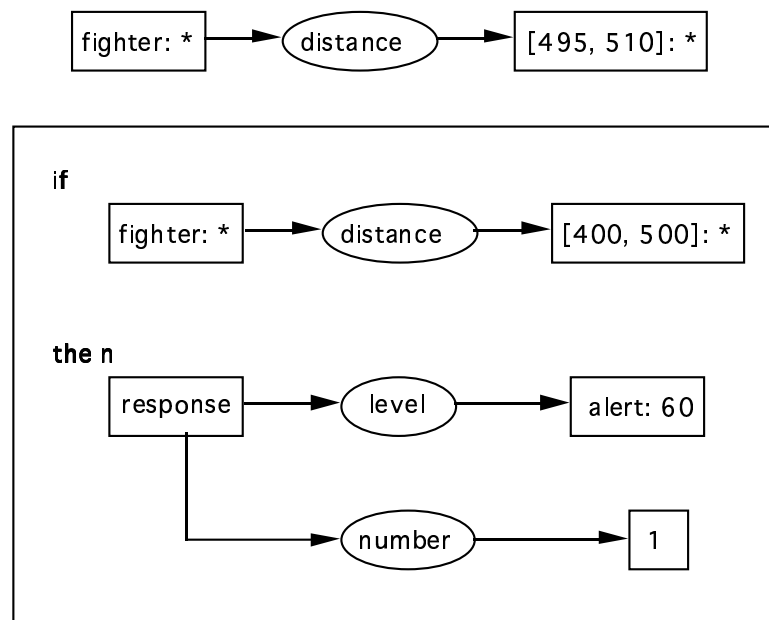 fighter: * distance [495, 510]: *
if
fighter: * distance [400, 500]: *
the n
response level alert: 60
number 1